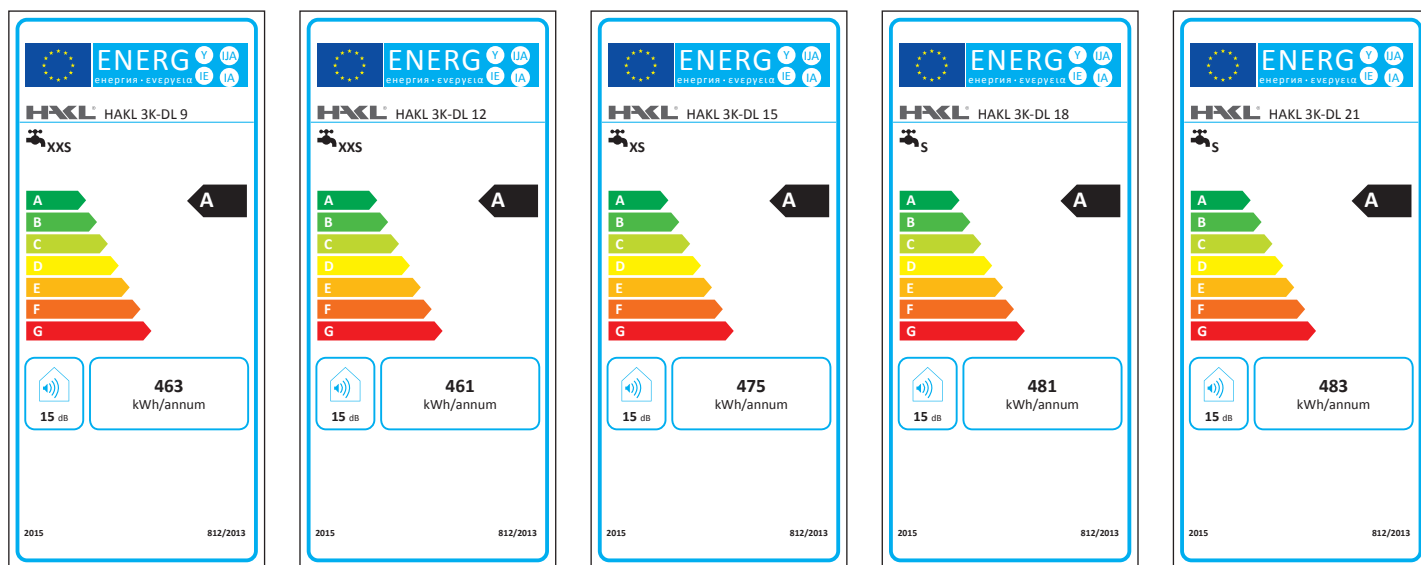 ENERG Y IJA
енергия · ενεργεια IE IA
HAKL HAKL 3K-DL 9
XXS
A A
B
C
D
E
F
G
463
kWh/annum
15 dB
2015 812/2013
ENERG Y IJA
енергия · ενεργεια IE IA
HAKL HAKL 3K-DL 12
XXS
A A
B
C
D
E
F
G
461
kWh/annum
15 dB
2015 812/2013
ENERG Y IJA
енергия · ενεργεια IE IA
HAKL HAKL 3K-DL 15
XS
A A
B
C
D
E
F
G
475
kWh/annum
15 dB
2015 812/2013
ENERG Y IJA
енергия · ενεργεια IE IA
HAKL HAKL 3K-DL 18
S
A A
B
C
D
E
F
G
481
kWh/annum
15 dB
2015 812/2013
ENERG Y IJA
енергия · ενεργεια IE IA
HAKL HAKL 3K-DL 21
S
A A
B
C
D
E
F
G
483
kWh/annum
15 dB
2015 812/2013